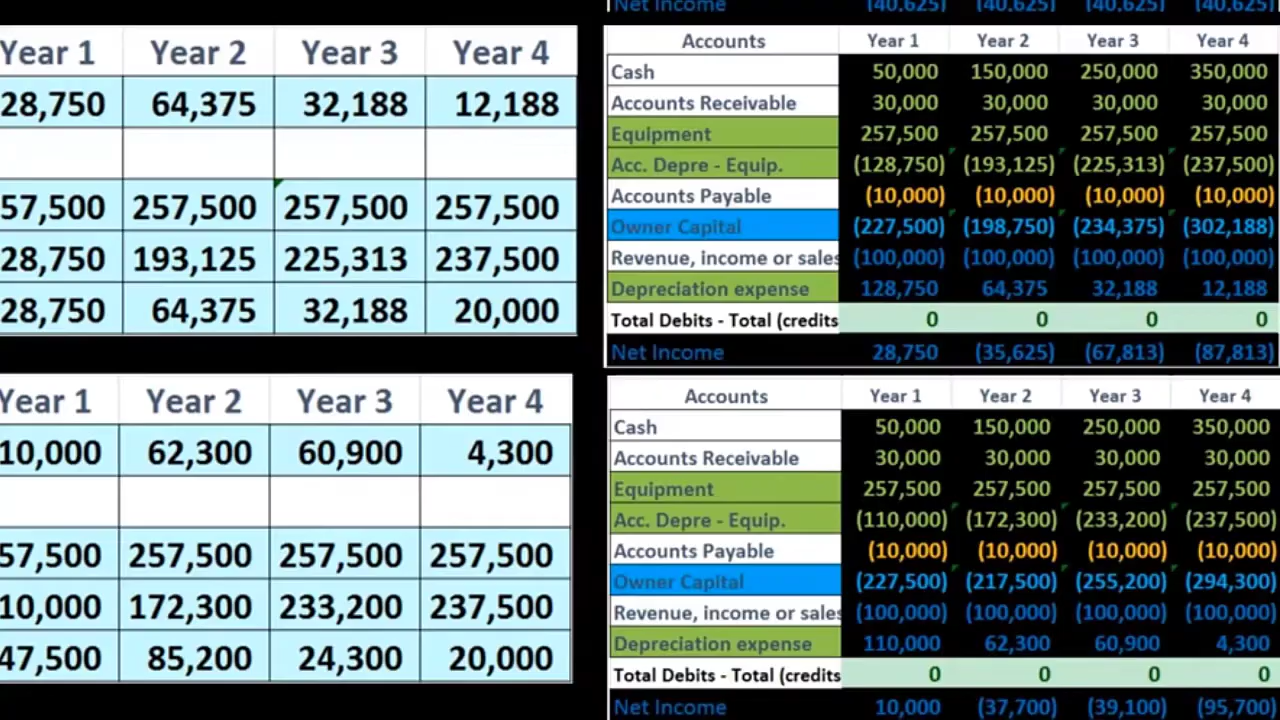 Net Income (40,625) (40,625) (40,625) (40,625)
Year 1 Year 2 Year 3 Year 4
28,750 64,375 32,188 12,188
57,500 257,500 257,500 257,500
28,750 193,125 225,313 237,500
28,750 64,375 32,188 20,000
Accounts Year 1 Year 2 Year 3 Year 4
Cash 50,000 150,000 250,000 350,000
Accounts Receivable 30,000 30,000 30,000 30,000
Equipment 257,500 257,500 257,500 257,500
Acc. Depre - Equip. (128,750) (193,125) (225,313) (237,500)
Accounts Payable (10,000) (10,000) (10,000) (10,000)
Owner Capital (227,500) (198,750) (234,375) (302,188)
Revenue, income or sales (100,000) (100,000) (100,000) (100,000)
Depreciation expense 128,750 64,375 32,188 12,188
Total Debits - Total (credits 0 0 0 0
Net Income 28,750 (35,625) (67,813) (87,813)
Year 1 Year 2 Year 3 Year 4
10,000 62,300 60,900 4,300
57,500 257,500 257,500 257,500
10,000 172,300 233,200 237,500
47,500 85,200 24,300 20,000
Accounts Year 1 Year 2 Year 3 Year 4
Cash 50,000 150,000 250,000 350,000
Accounts Receivable 30,000 30,000 30,000 30,000
Equipment 257,500 257,500 257,500 257,500
Acc. Depre - Equip. (110,000) (172,300) (233,200) (237,500)
Accounts Payable (10,000) (10,000) (10,000) (10,000)
Owner Capital (227,500) (217,500) (255,200) (294,300)
Revenue, income or sales (100,000) (100,000) (100,000) (100,000)
Depreciation expense 110,000 62,300 60,900 4,300
Total Debits - Total (credits 0 0 0 0
Net Income 10,000 (37,700) (39,100) (95,700)